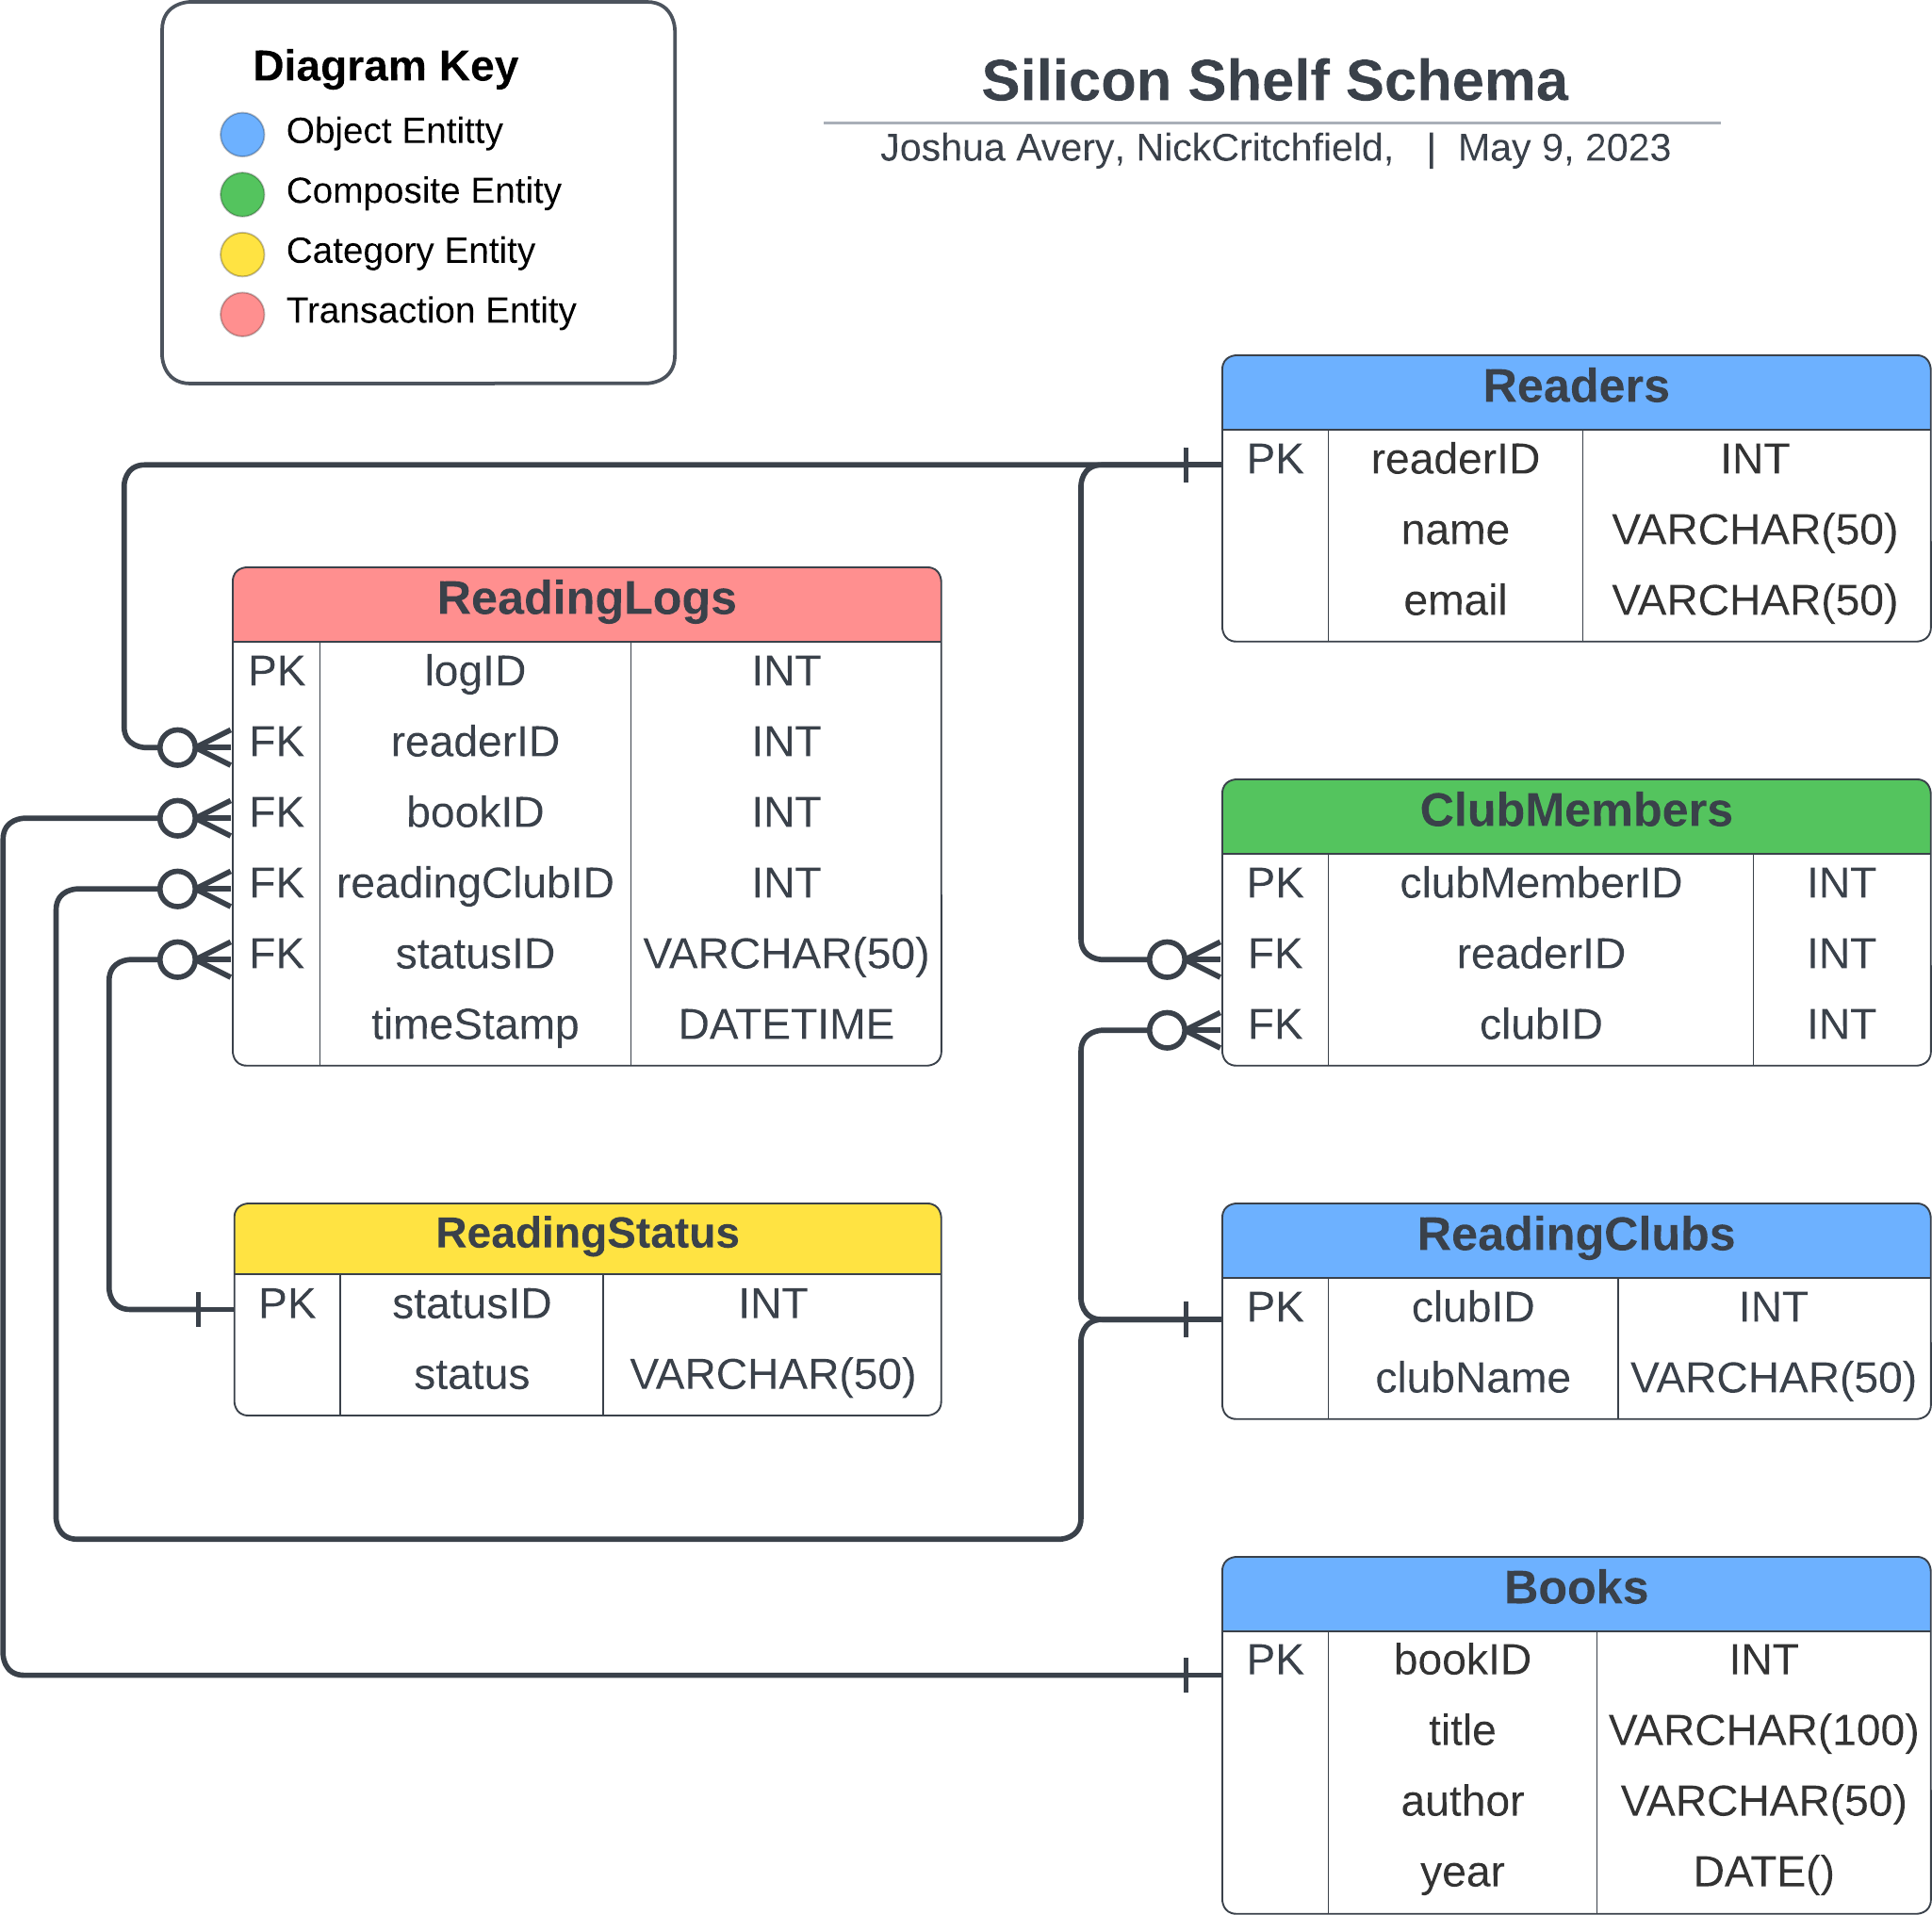 Diagram Key
Object Entitty
Composite Entity
Category Entity
Transaction Entity
Silicon Shelf Schema
Joshua Avery, NickCritchfield, | May 9, 2023
Readers
PK readerID INT
name VARCHAR(50)
email VARCHAR(50)
ReadingLogs
PK logID INT
FK readerID INT
FK bookID INT
FK readingClubID INT
FK statusID VARCHAR(50)
timeStamp DATETIME
ClubMembers
PK clubMemberID INT
FK readerID INT
FK clubID INT
ReadingStatus
PK statusID INT
status VARCHAR(50)
ReadingClubs
PK clubID INT
clubName VARCHAR(50)
Books
PK bookID INT
title VARCHAR(100)
author VARCHAR(50)
year DATE()